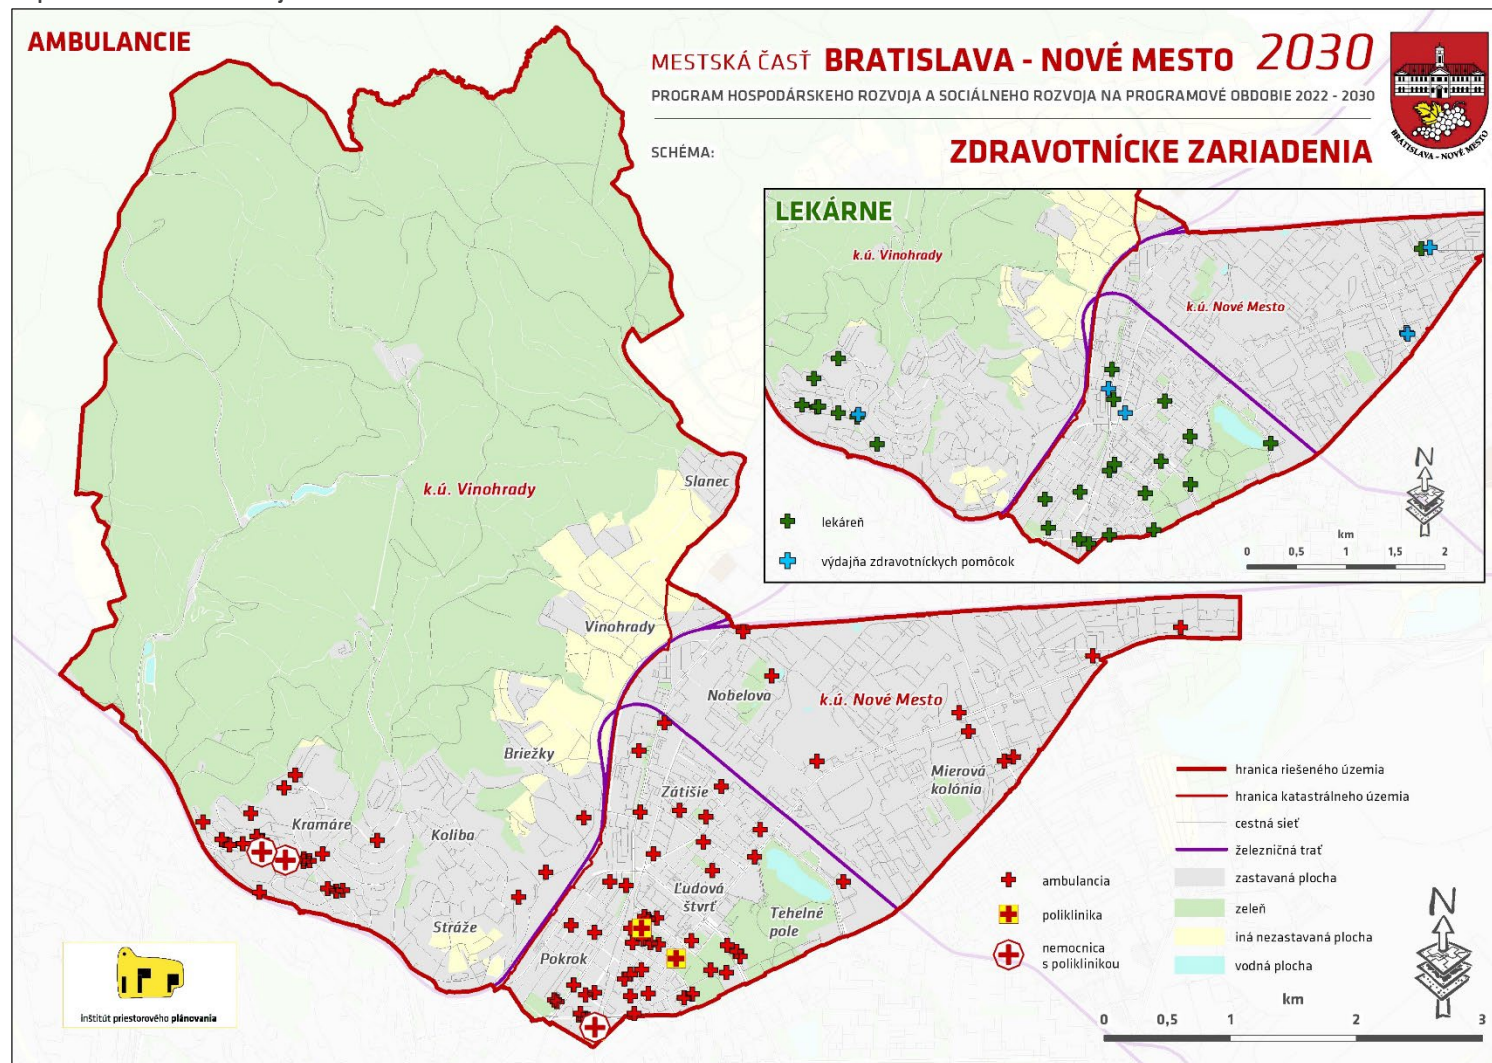 AMBULANCIE
MESTSKÁ ČASŤ BRATISLAVA - NOVÉ MESTO 2030
PROGRAM HOSPODÁRSKEHO ROZVOJA A SOCIÁLNEHO ROZVOJA NA PROGRAMOVÉ OBDOBIE 2022 - 2030
SCHÉMA:
ZDRAVOTNÍCKE ZARIADENIA
BRATISLAVA - NOVÉ MESTO
LEKÁRNE
k.ú. Vinohrady
k.ú. Nové Mesto
lekáreň
výdajňa zdravotníckych pomôcok
N
km
0 0,5 1 2
Slanec
k.ú. Vinohrady
Vinohrady
Nobelova
k.ú. Nové Mesto
Briežky
Zátišie
Mierová
kolónia
Kramáre
Koliba
Ľudová
štvrť
Tehelné
pole
Stráže
Pokrok
ambulancia
poliklinika
nemocnica
s poliklinikou
hranica riešeného územia
hranica katastrálneho územia
cestná sieť
železničná trať
zastavaná plocha
zeleň
iná nezastavaná plocha
vodná plocha
N
km
0 0,5 1 2 3
inštitút priestorového plánovania